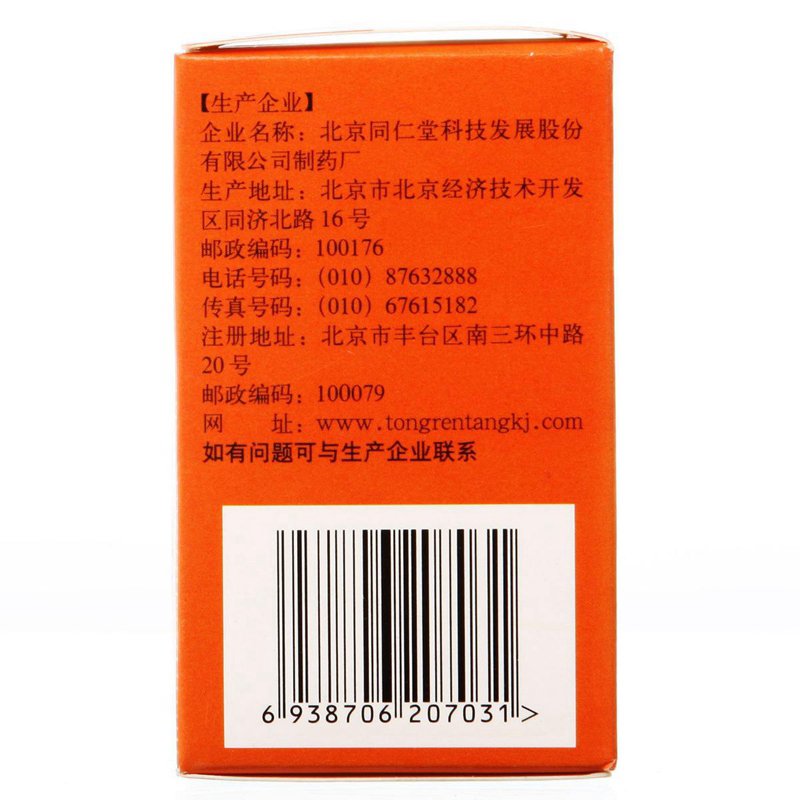 【生产企业】
企业名称：北京同仁堂科技发展股份
有限公司制药厂
生产地址：北京市北京经济技术开发
区同济北路16号
邮政编码：100176
电话号码：（010）87632888
传真号码：（010）67615182
注册地址：北京市丰台区南三环中路
20号
邮政编码：100079
网　　址：www.tongrentangkj.com
如有问题可与生产企业联系
6 938706 207031 >